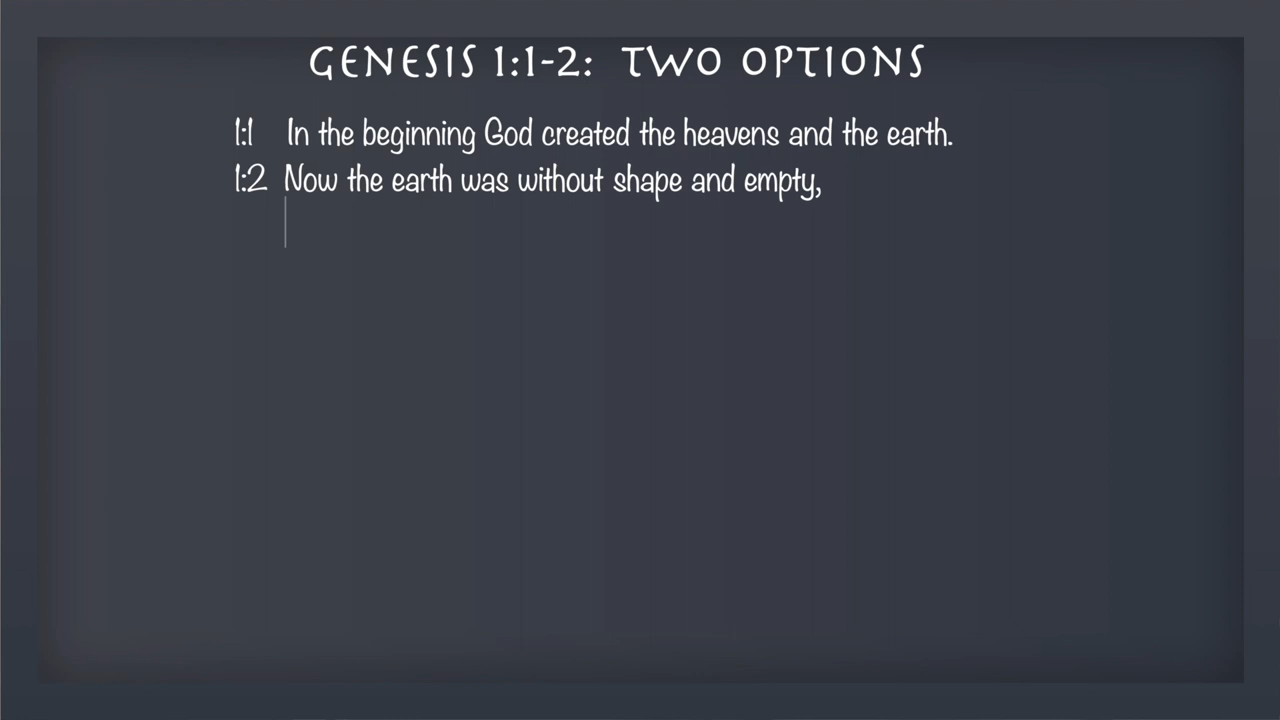 GENESIS 1:1-2: TWO OPTIONS
1:1 In the beginning God created the heavens and the earth.
1:2 Now the earth was without shape and empty,